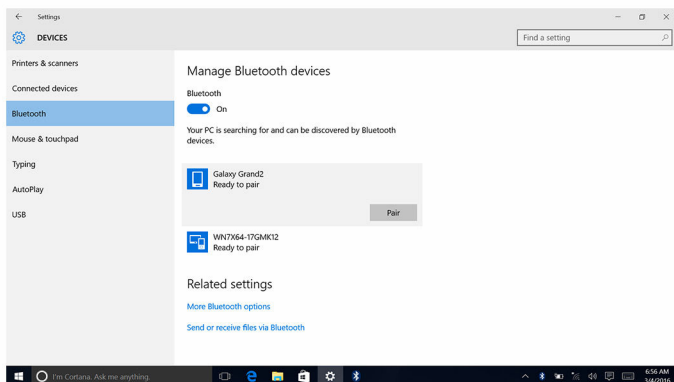 Settings
DEVICES
Find a setting
Printers & scanners
Connected devices
Bluetooth
Mouse & touchpad
Typing
AutoPlay
USB
Manage Bluetooth devices
Bluetooth
On
Your PC is searching for and can be discovered by Bluetooth
devices.
Galaxy Grand2
Ready to pair
Pair
WN7X64-17GMK12
Ready to pair
Related settings
More Bluetooth options
Send or receive files via Bluetooth
I'm Cortana. Ask me anything.
6:56 AM
3/4/2016